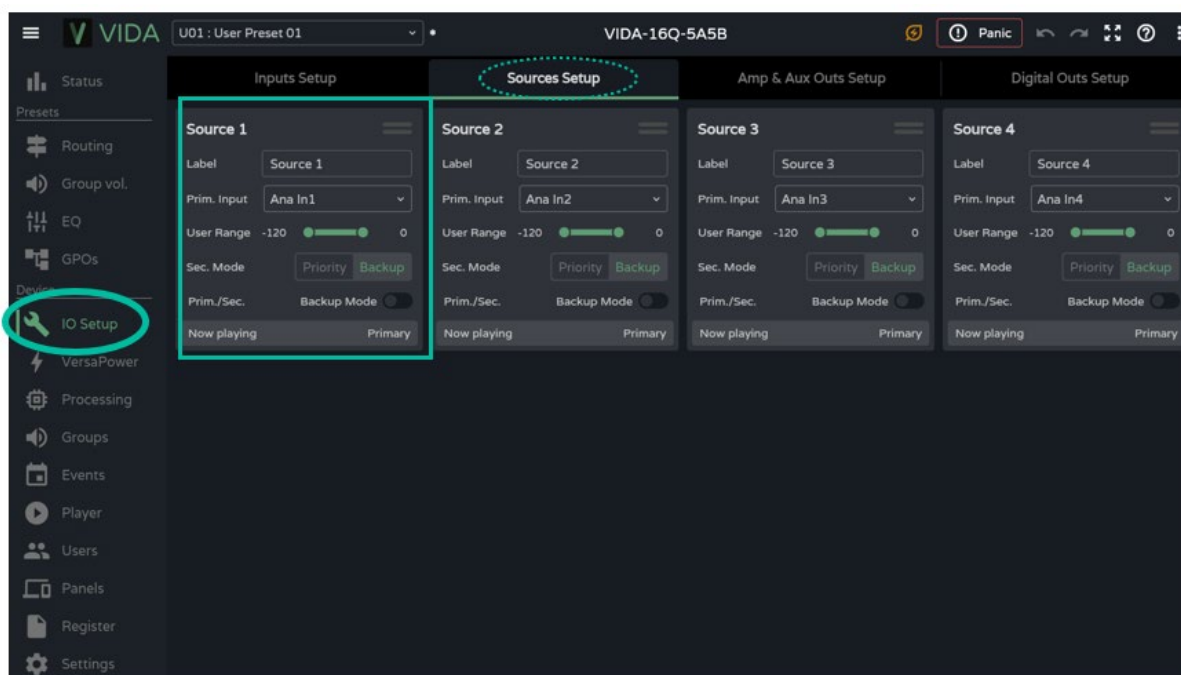 VIDA
U01 : User Preset 01
VIDA-16Q-5A5B
Panic
Status
Presets
Routing
Group vol.
EQ
GPOs
Device
IO Setup
VersaPower
Processing
Groups
Events
Player
Users
Panels
Register
Settings
Inputs Setup
Sources Setup
Amp & Aux Outs Setup
Digital Outs Setup
Source 1
Label Source 1
Prim. Input Ana In1
User Range -120 0
Sec. Mode Priority Backup
Prim./Sec. Backup Mode
Now playing Primary
Source 2
Label Source 2
Prim. Input Ana In2
User Range -120 0
Sec. Mode Priority Backup
Prim./Sec. Backup Mode
Now playing Primary
Source 3
Label Source 3
Prim. Input Ana In3
User Range -120 0
Sec. Mode Priority Backup
Prim./Sec. Backup Mode
Now playing Primary
Source 4
Label Source 4
Prim. Input Ana In4
User Range -120 0
Sec. Mode Priority Backup
Prim./Sec. Backup Mode
Now playing Primary